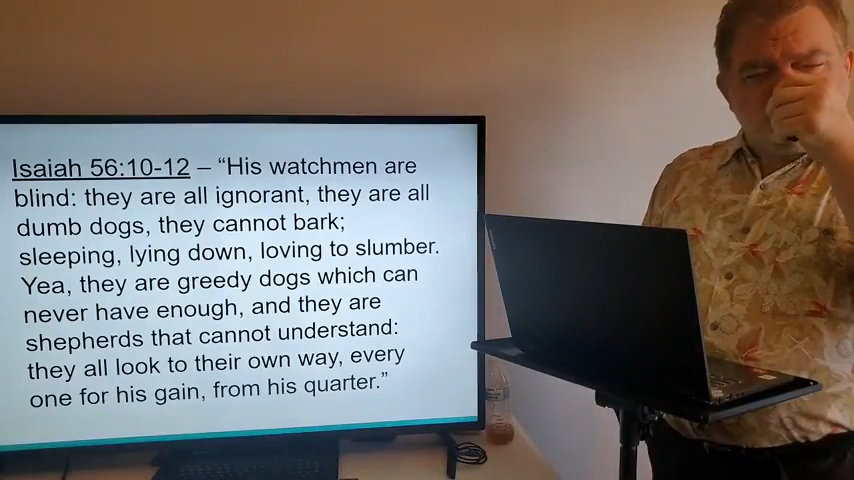 Isaiah 56:10-12 – “His watchmen are
blind: they are all ignorant, they are all
dumb dogs, they cannot bark;
sleeping, lying down, loving to slumber.
Yea, they are greedy dogs which can
never have enough, and they are
shepherds that cannot understand:
they all look to their own way, every
one for his gain, from his quarter.”